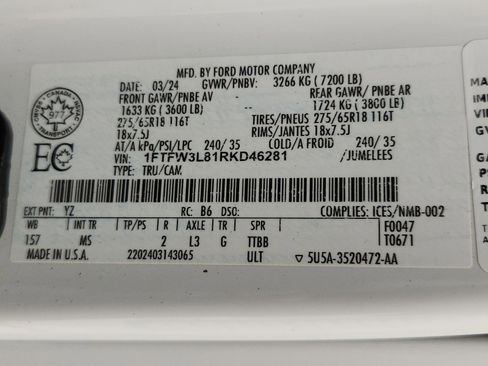 MFD. BY FORD MOTOR COMPANY
DATE: 03/24 GVWR/PNBV: 3266 KG ( 7200 LB)
FRONT GAWR/PNBE AV REAR GAWR/ PNBE AR
1633 KG ( 3600 LB) 1724 KG ( 3800 LB)
275/65R18 116T TIRES/PNEUS 275/65R18 116T
18x7.5J RIMS/JANTES 18x7.5J
AT/A kPa/PSI/LPC 240/ 35 COLD/A FROID 240/ 35
VIN: 1FTFW3L81RKD46281 /JUMELEES
TYPE: TRU/CAM.
CANADA
TRANSPORT
977
EC
EXT PNT: YZ RC: B6 DSO: COMPLIES: ICES/NMB-002
WB INT TR TP/PS R AXLE TR SPR F0047
157 MS 2 L3 G TTBB T0671
MADE IN U.S.A. 2202403143065 ULT ▽ 5U5A-3520472-AA